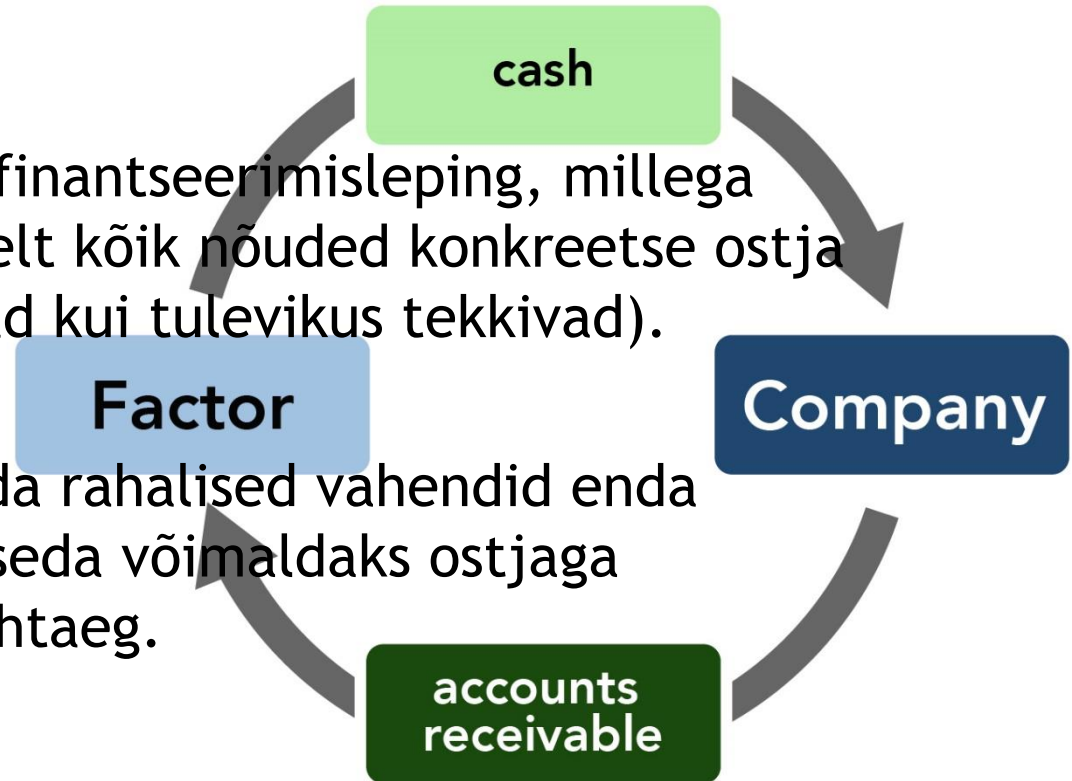 cash
finantseerimisleping, millega
elt kõik nõuded konkreetse ostja
d kui tulevikus tekkivad).
Factor
Company
da rahalised vahendid enda
seda võimaldaks ostjaga
htaeg.
accounts
receivable